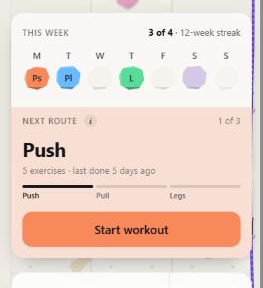 THIS WEEK 3 of 4 · 12-week streak
M T W T F S S
Ps Pl L
NEXT ROUTE i 1 of 3
Push
5 exercises · last done 5 days ago
Push Pull Legs
Start workout